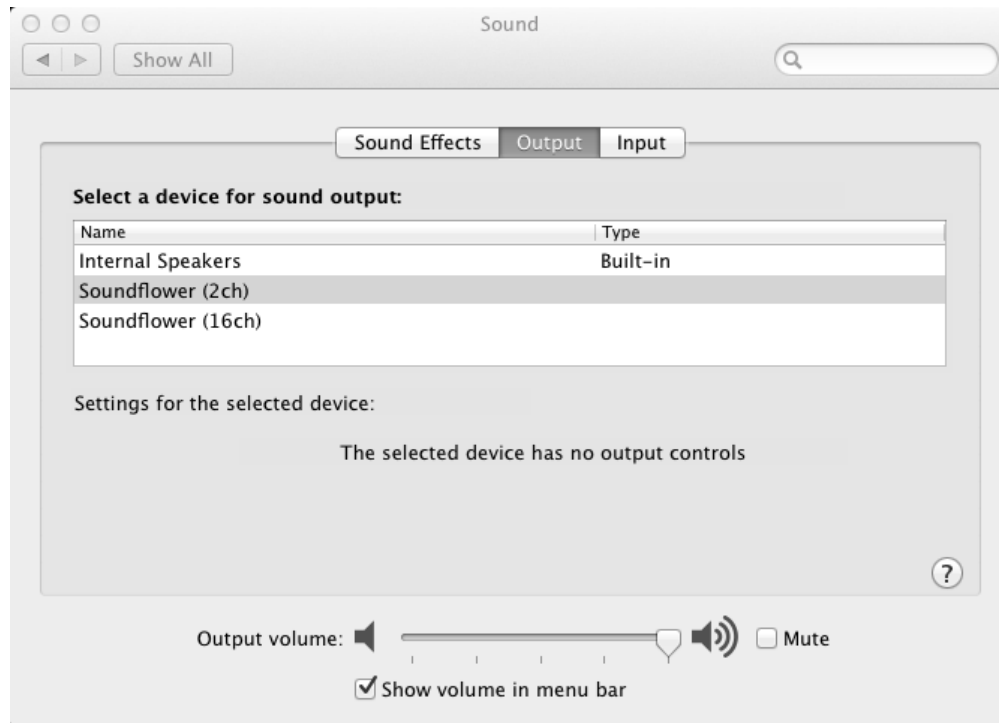 Sound
Show All
Sound Effects Output Input
Select a device for sound output:
Name Type
Internal Speakers Built-in
Soundflower (2ch)
Soundflower (16ch)
Settings for the selected device:
The selected device has no output controls
?
Output volume: Mute
Show volume in menu bar